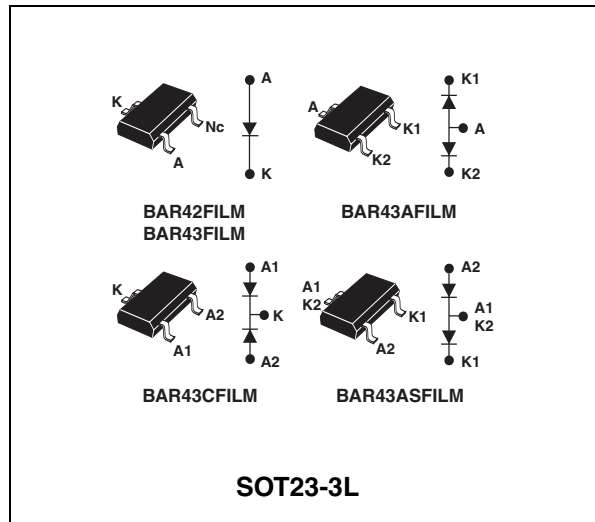 A
K
Nc
A
K
BAR42FILM
BAR43FILM
K1
A
K1
A
K2
K2
BAR43AFILM
A1
K
A2
K
A1
A2
BAR43CFILM
A2
A1
K2
K1
A1
K2
A2
K1
BAR43ASFILM
SOT23-3L